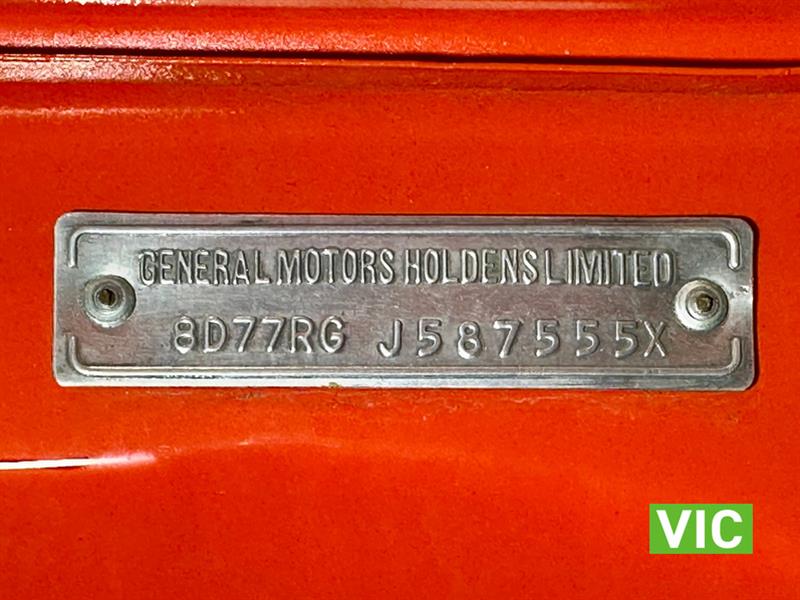 GENERAL MOTORS HOLDENS LIMITED
8D77RG J587555X
VIC